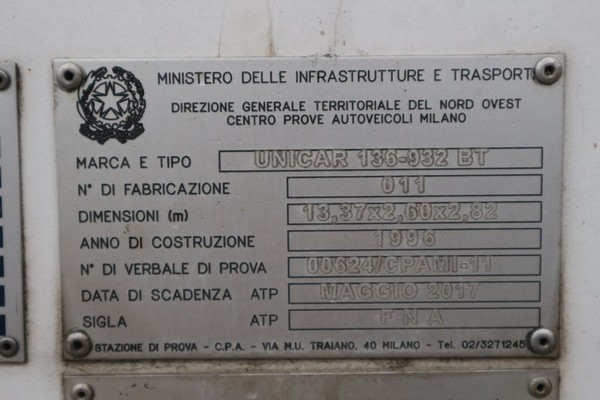 MINISTERO DELLE INFRASTRUTTURE E TRASPORTI
DIREZIONE GENERALE TERRITORIALE DEL NORD OVEST
CENTRO PROVE AUTOVEICOLI MILANO
MARCA E TIPO UNICAR 136-932 BT
N° DI FABRICAZIONE 011
DIMENSIONI (m) 13,37x2,60x2,82
ANNO DI COSTRUZIONE 1996
N° DI VERBALE DI PROVA 00624/CPAMI-11
DATA DI SCADENZA ATP MAGGIO 2017
SIGLA ATP F N A
STAZIONE DI PROVA - C.P.A. - VIA M.U. TRAIANO, 40 MILANO - Tel. 02/3271245